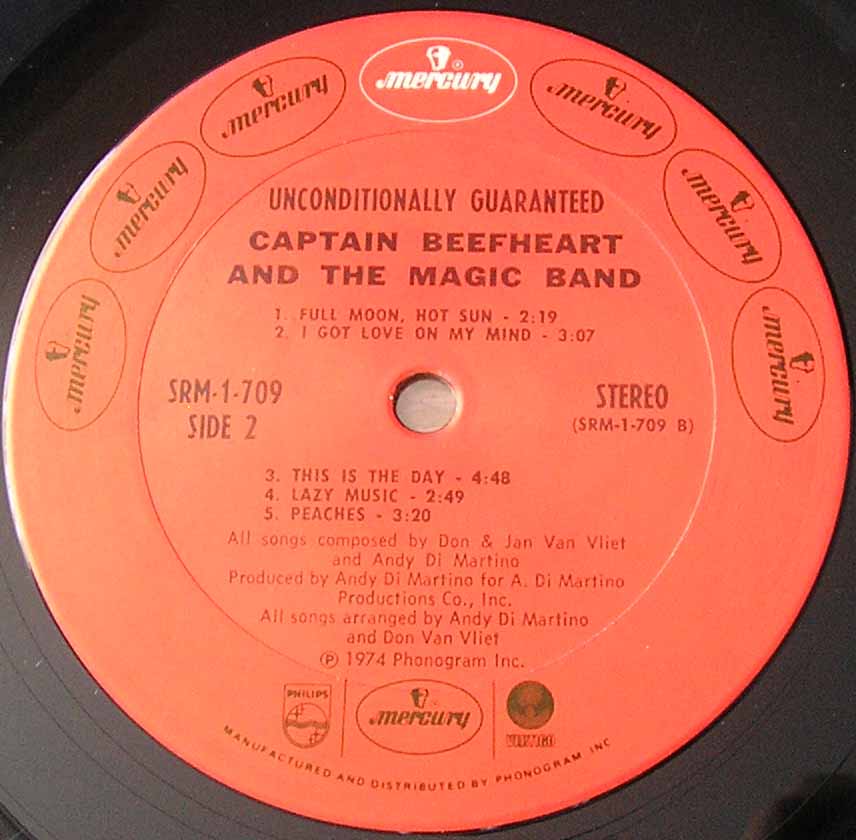 mercury
mercury
mercury
mercury®
mercury
mercury
mercury
UNCONDITIONALLY GUARANTEED
CAPTAIN BEEFHEART
AND THE MAGIC BAND
1. FULL MOON, HOT SUN - 2:19
2. I GOT LOVE ON MY MIND - 3:07
SRM-1-709
SIDE 2
STEREO
(SRM-1-709 B)
3. THIS IS THE DAY - 4:48
4. LAZY MUSIC - 2:49
5. PEACHES - 3:20
All songs composed by Don & Jan Van Vliet
and Andy Di Martino
Produced by Andy Di Martino for A. Di Martino
Productions Co., Inc.
All songs arranged by Andy Di Martino
and Don Van Vliet
℗ 1974 Phonogram Inc.
PHILIPS
mercury
VERTIGO
MANUFACTURED AND DISTRIBUTED BY PHONOGRAM INC